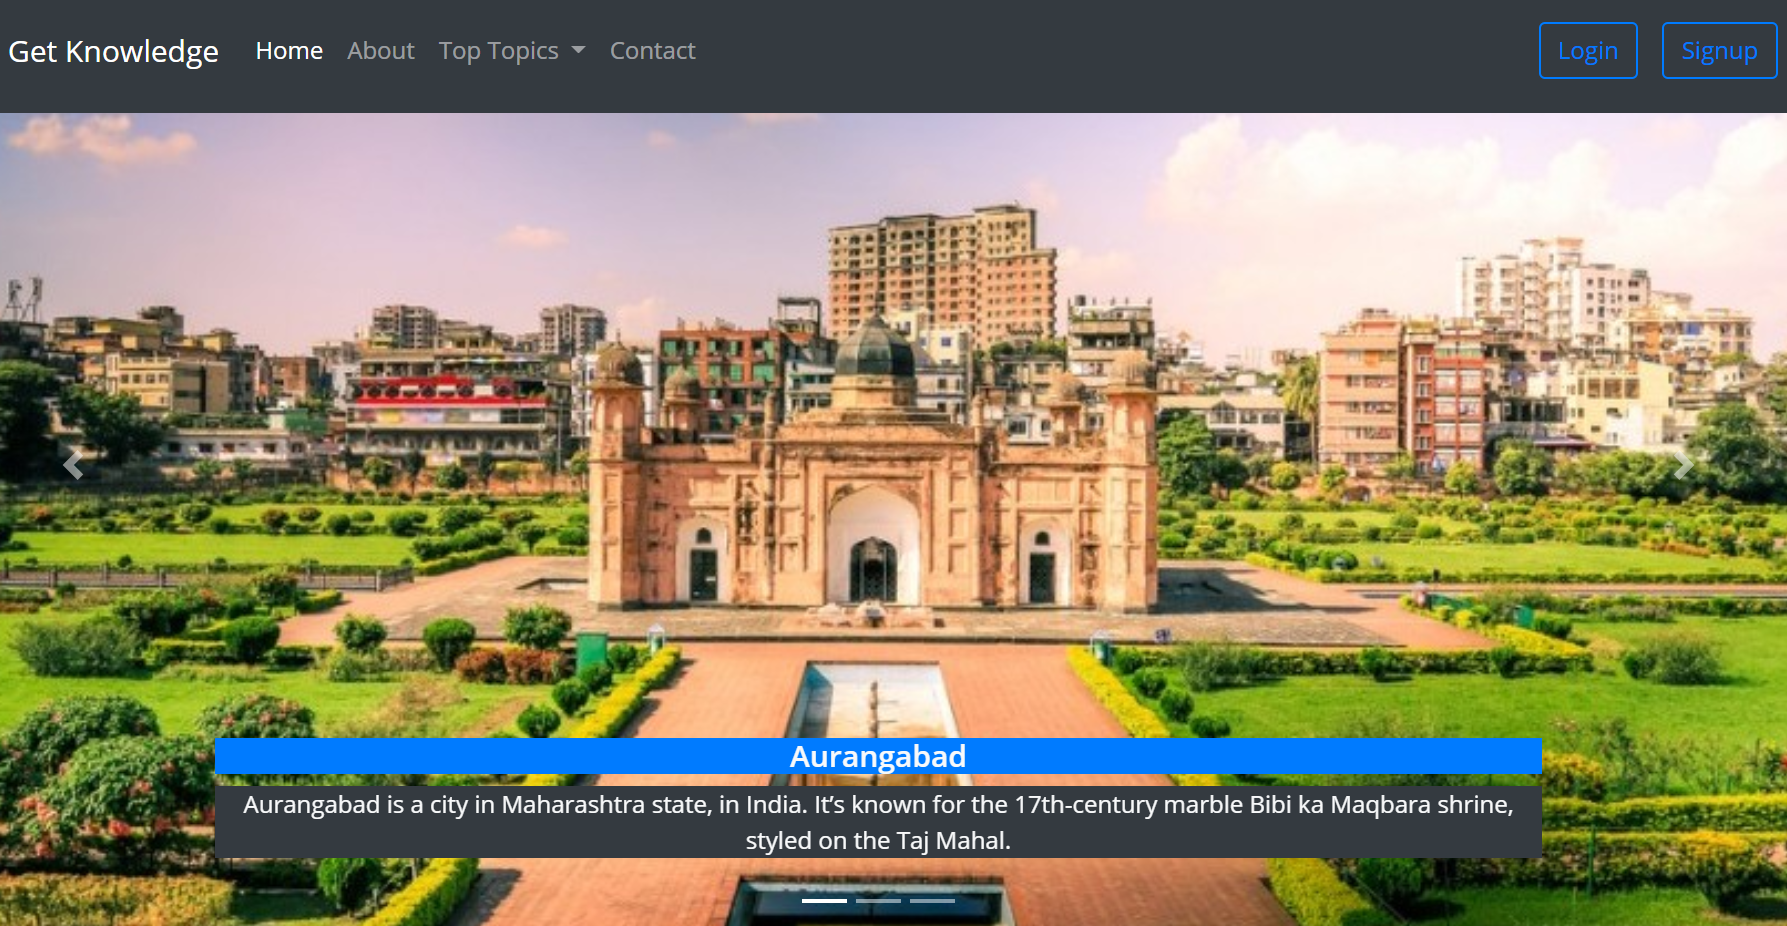 Get Knowledge Home About Top Topics Contact Login Signup
Aurangabad
Aurangabad is a city in Maharashtra state, in India. It’s known for the 17th-century marble Bibi ka Maqbara shrine,
styled on the Taj Mahal.